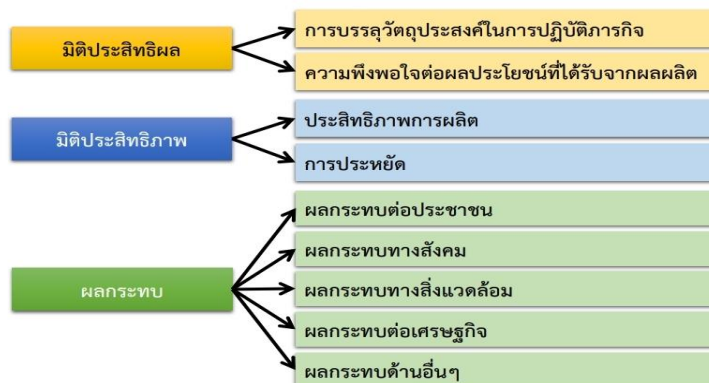 มิติประสิทธิผล
การบรรลุวัตถุประสงค์ในการปฏิบัติภารกิจ
ความพึงพอใจต่อผลประโยชน์ที่ได้รับจากผลผลิต
มิติประสิทธิภาพ
ประสิทธิภาพการผลิต
การประหยัด
ผลกระทบ
ผลกระทบต่อประชาชน
ผลกระทบทางสังคม
ผลกระทบทางสิ่งแวดล้อม
ผลกระทบต่อเศรษฐกิจ
ผลกระทบด้านอื่นๆ